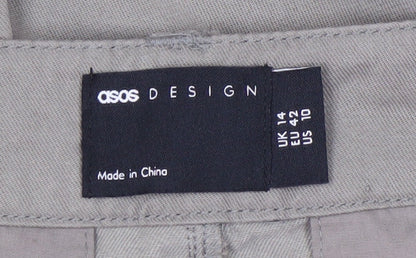 asos DESIGN
Made in China
UK 14
EU 42
US 10